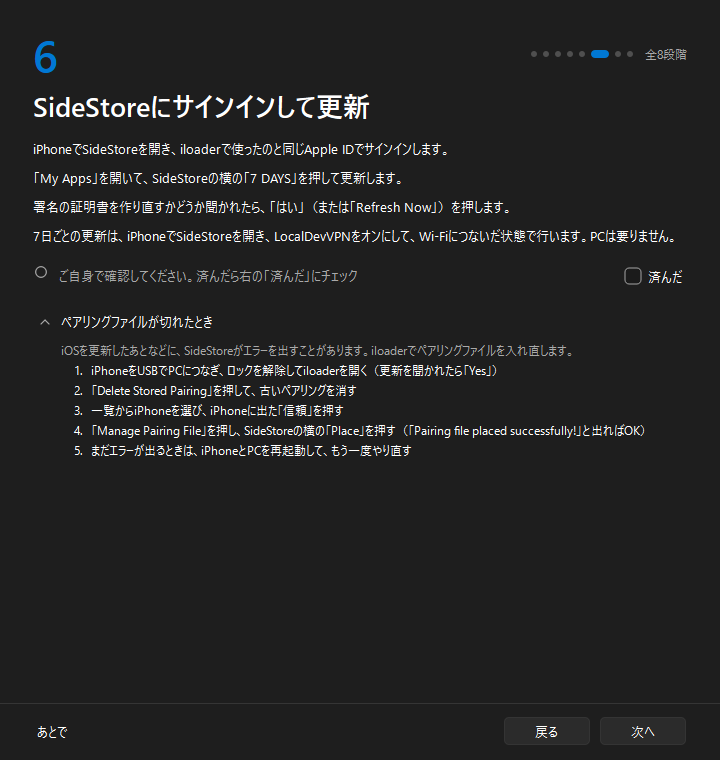 6
全8段階
SideStoreにサインインして更新
iPhoneでSideStoreを開き、iloaderで使ったのと同じApple IDでサインインします。
「My Apps」を開いて、SideStoreの横の「7 DAYS」を押して更新します。
署名の証明書を作り直すかどうか聞かれたら、「はい」（または「Refresh Now」）を押します。
7日ごとの更新は、iPhoneでSideStoreを開き、LocalDevVPNをオンにして、Wi-Fiにつないだ状態で行います。PCは要りません。
ご自身で確認してください。済んだら右の「済んだ」にチェック
済んだ
ペアリングファイルが切れたとき
iOSを更新したあとなどに、SideStoreがエラーを出すことがあります。iloaderでペアリングファイルを入れ直します。
1. iPhoneをUSBでPCにつなぎ、ロックを解除してiloaderを開く（更新を聞かれたら「Yes」）
2. 「Delete Stored Pairing」を押して、古いペアリングを消す
3. 一覧からiPhoneを選び、iPhoneに出た「信頼」を押す
4. 「Manage Pairing File」を押し、SideStoreの横の「Place」を押す（「Pairing file placed successfully!」と出ればOK）
5. まだエラーが出るときは、iPhoneとPCを再起動して、もう一度やり直す
あとで
戻る
次へ